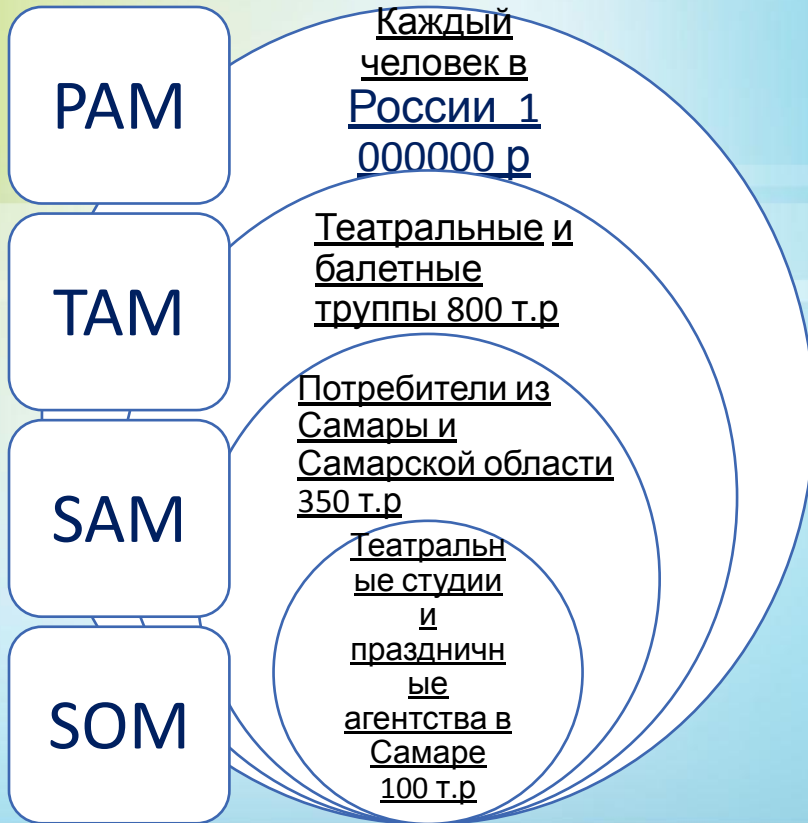 PAM
Каждый
человек в
России 1
000000 р
TAM
Театральные и
балетные
труппы 800 т.р
SAM
Потребители из
Самары и
Самарской области
350 т.р
SOM
Театральн
ые студии
и
праздничн
ые
агентства в
Самаре
100 т.р